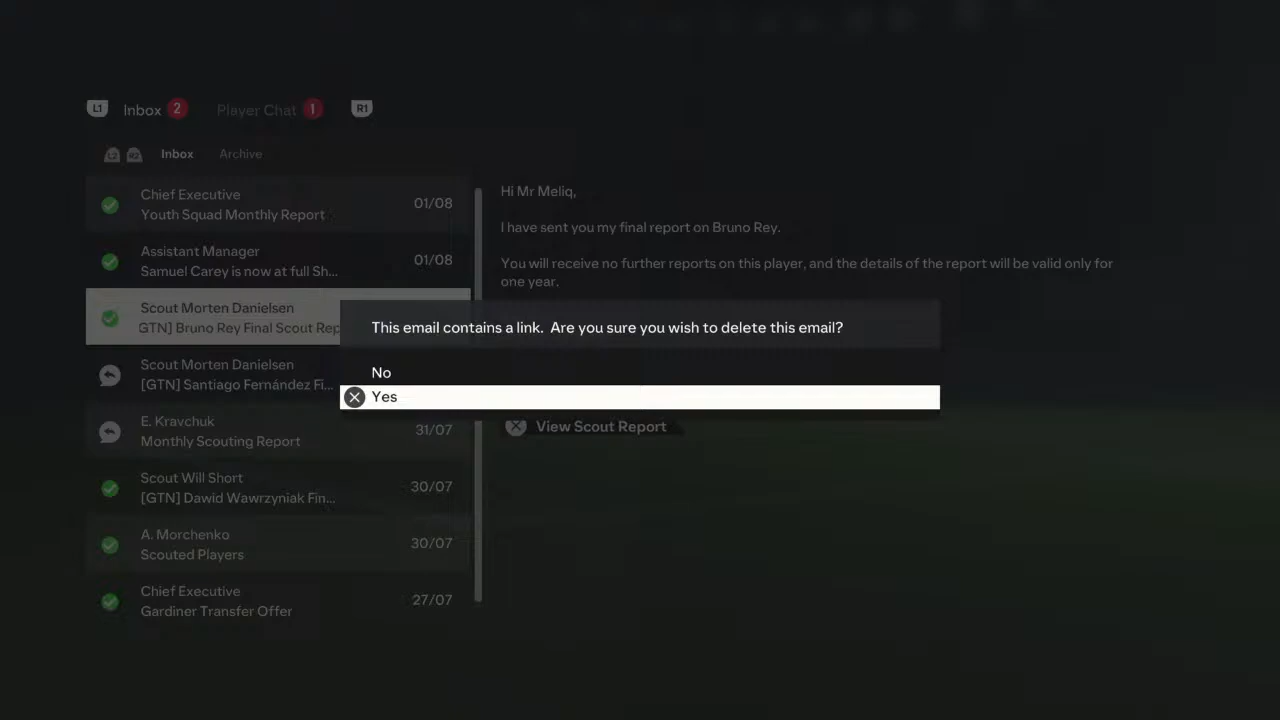 L1 Inbox 2 Player Chat 1 R1
L2 R2 Inbox Archive
Chief Executive
Youth Squad Monthly Report
01/08
Assistant Manager
Samuel Carey is now at full Sh...
01/08
Scout Morten Danielsen
GTN] Bruno Rey Final Scout Rep
Scout Morten Danielsen
[GTN] Santiago Fernández Fi...
E. Kravchuk
Monthly Scouting Report
31/07
Scout Will Short
[GTN] Dawid Wawrzyniak Fin...
30/07
A. Morchenko
Scouted Players
30/07
Chief Executive
Gardiner Transfer Offer
27/07
Hi Mr Meliq,
I have sent you my final report on Bruno Rey.
You will receive no further reports on this player, and the details of the report will be valid only for
one year.
This email contains a link. Are you sure you wish to delete this email?
No
Yes
View Scout Report